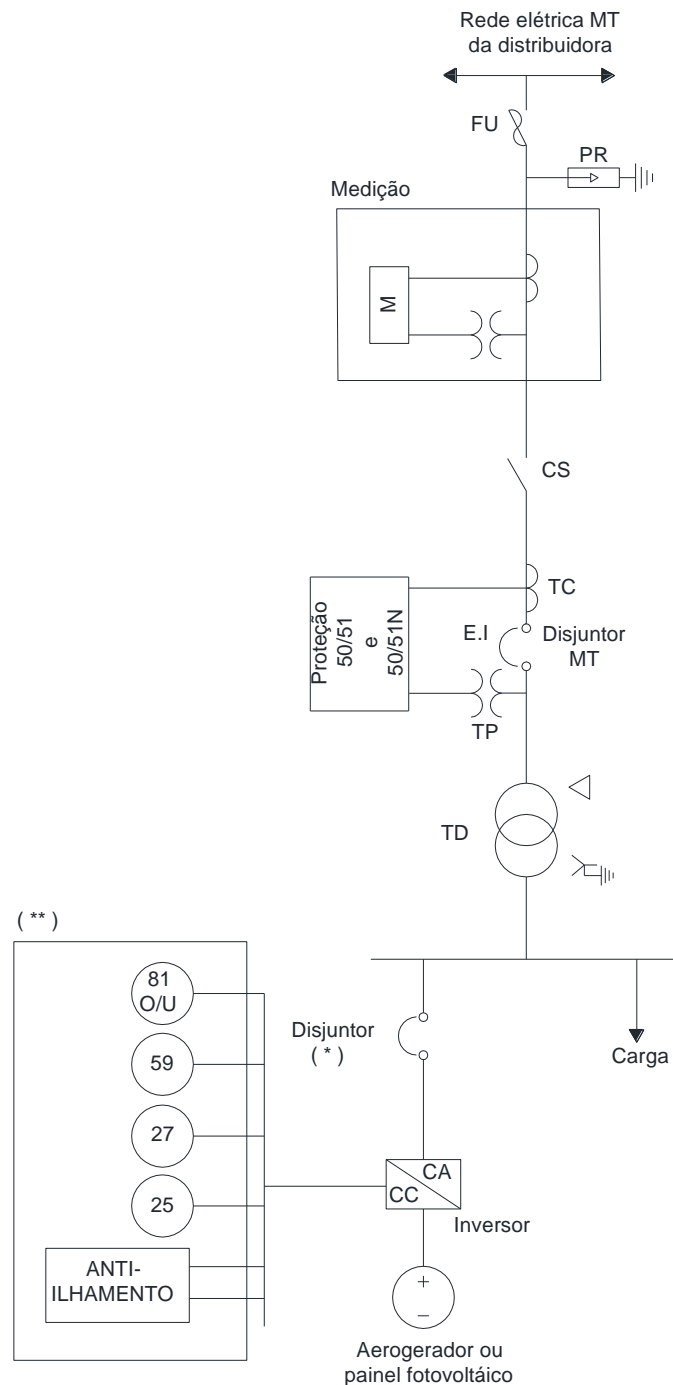 Rede elétrica MT
da distribuidora
FU
PR
Medição
M
CS
TC
Proteção
50/51
e
50/51N
E.I
Disjuntor
MT
TP
TD
( ** )
81
O/U
59
27
25
ANTI-
ILHAMENTO
Disjuntor
( * )
Carga
CA
CC
Inversor
+
–
Aerogerador ou
painel fotovoltáico